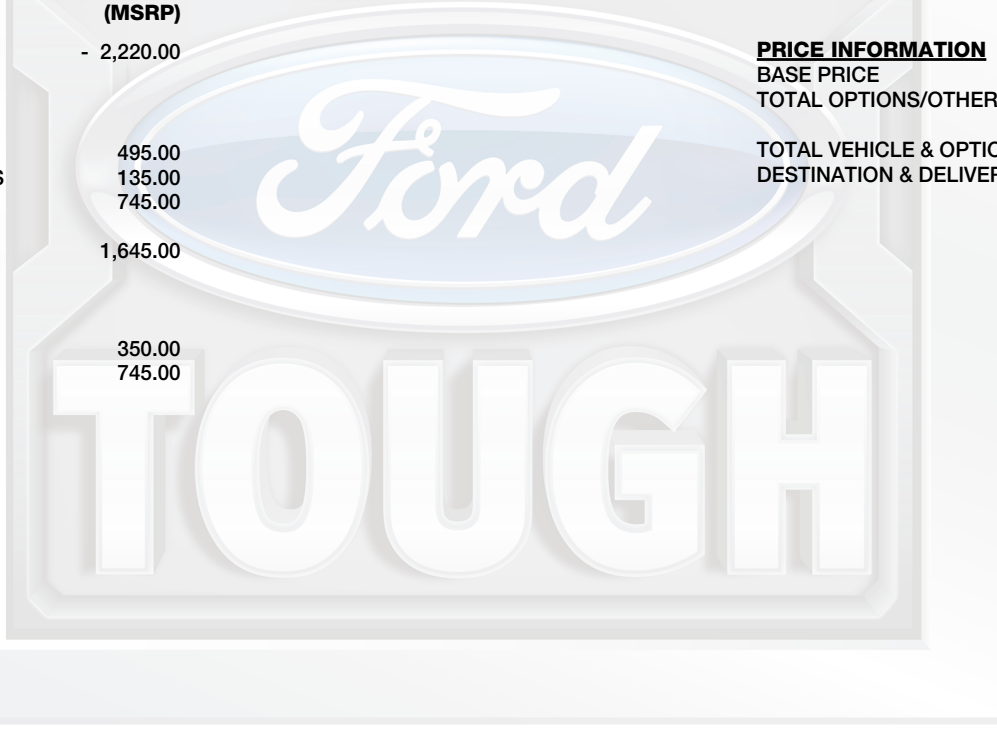 (MSRP)
- 2,220.00
495.00
S 135.00
745.00
1,645.00
350.00
745.00
PRICE INFORMATION
BASE PRICE
TOTAL OPTIONS/OTHER
TOTAL VEHICLE & OPTIO
DESTINATION & DELIVER
Ford
TOUGH